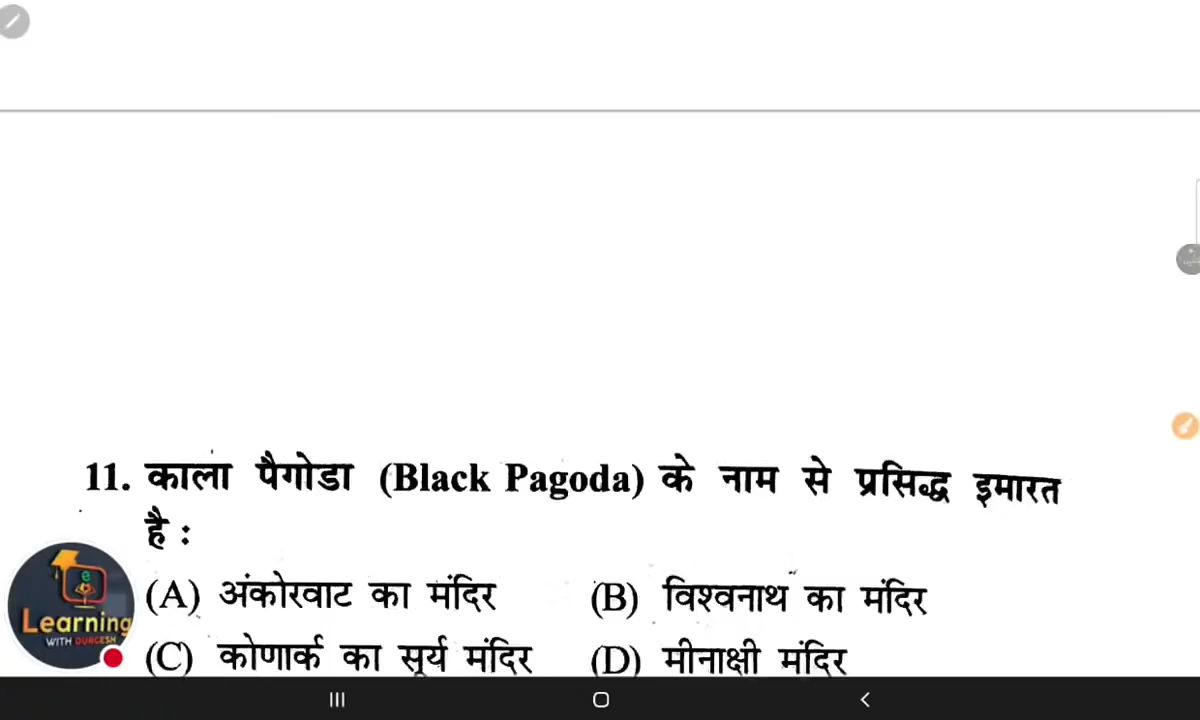 11. काला पैगोडा (Black Pagoda) के नाम से प्रसिद्ध इमारत
है :
(A) अंकोरवाट का मंदिर (B) विश्वनाथ का मंदिर
(C) कोणार्क का सूर्य मंदिर (D) मीनाक्षी मंदिर
e
Learning
WITH DURGESH